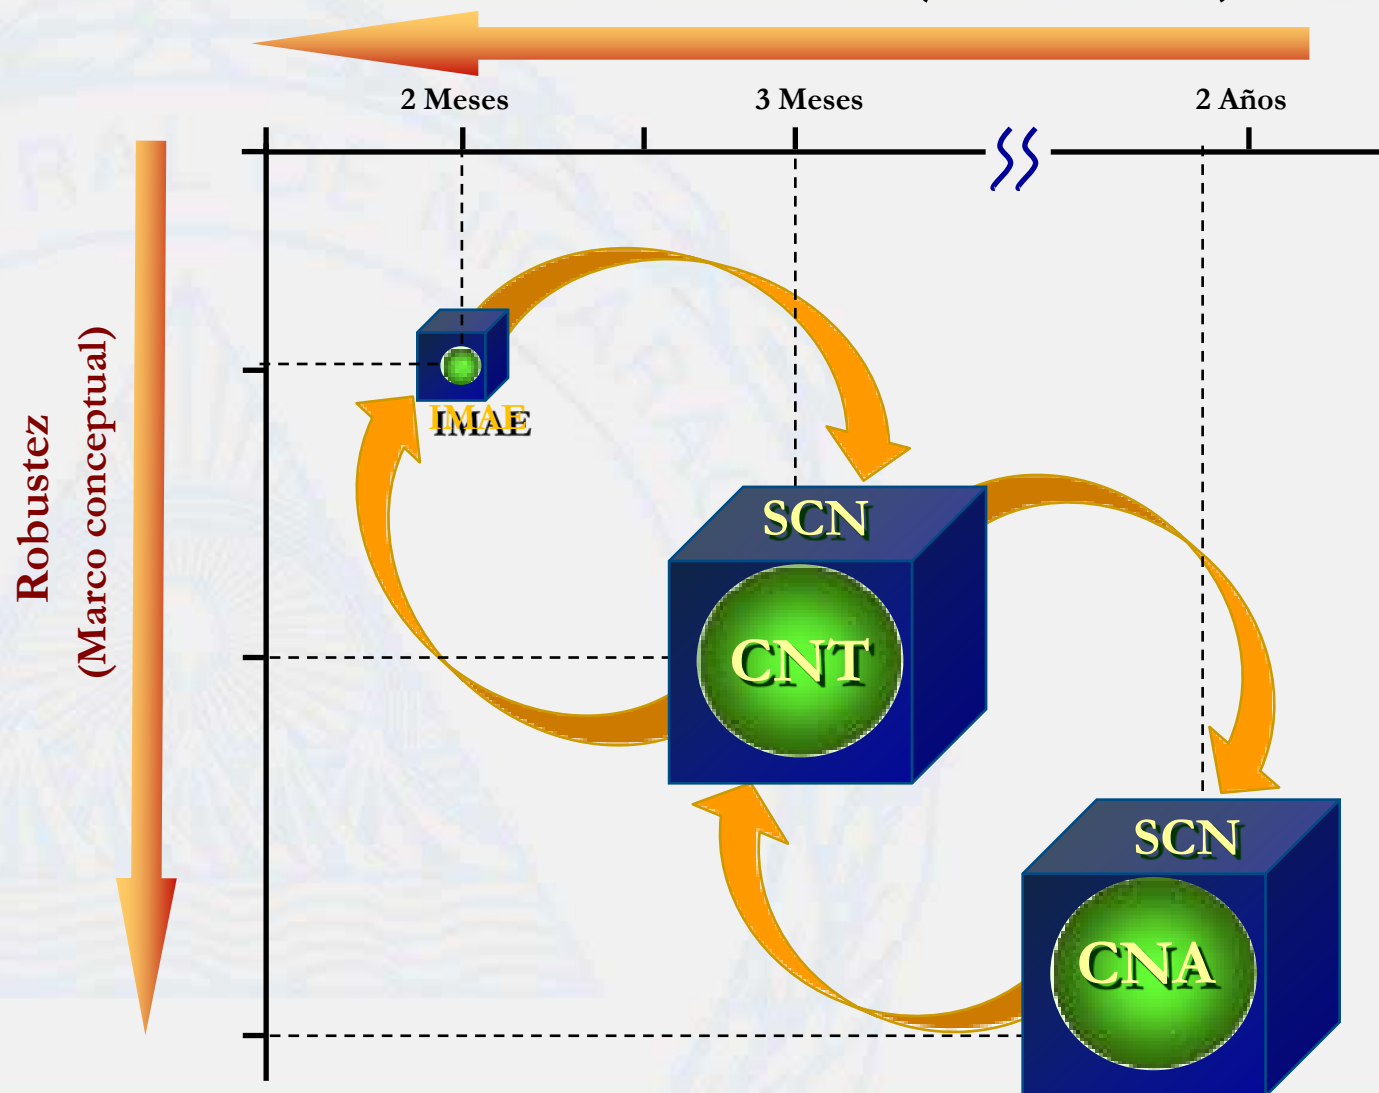 2 Meses
3 Meses
2 Años
Robustez
(Marco conceptual)
IMAE
SCN
CNT
SCN
CNA